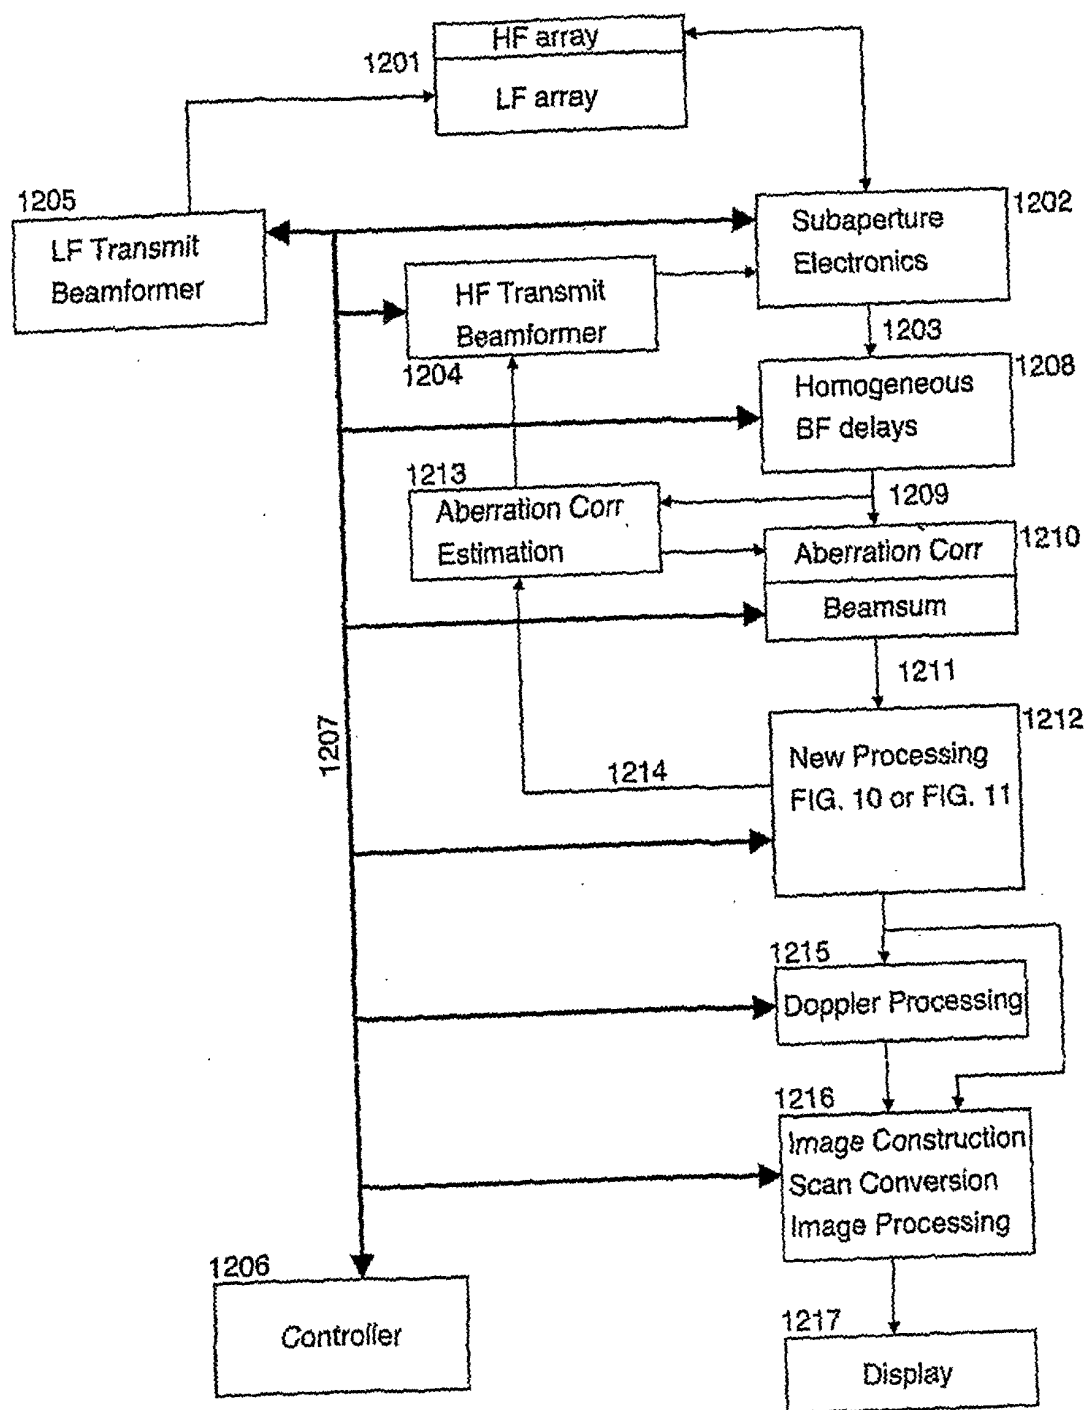 HF array
1201
LF array
1205
LF Transmit
Beamformer
1202
Subaperture
Electronics
HF Transmit
Beamformer
1204
1203
1208
Homogeneous
BF delays
1213
Aberration Corr
Estimation
1209
1210
Aberration Corr
Beamsum
1211
1207
1212
New Processing
FIG. 10 or FIG. 11
1214
1215
Doppler Processing
1216
Image Construction
Scan Conversion
Image Processing
1206
Controller
1217
Display